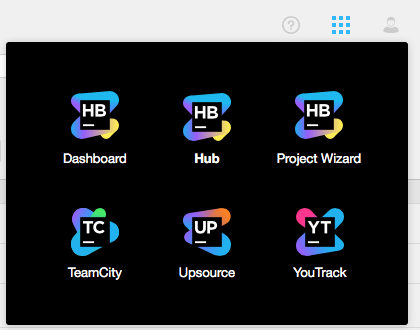 HB HB HB
Dashboard Hub Project Wizard
TC UP YT
TeamCity Upsource YouTrack